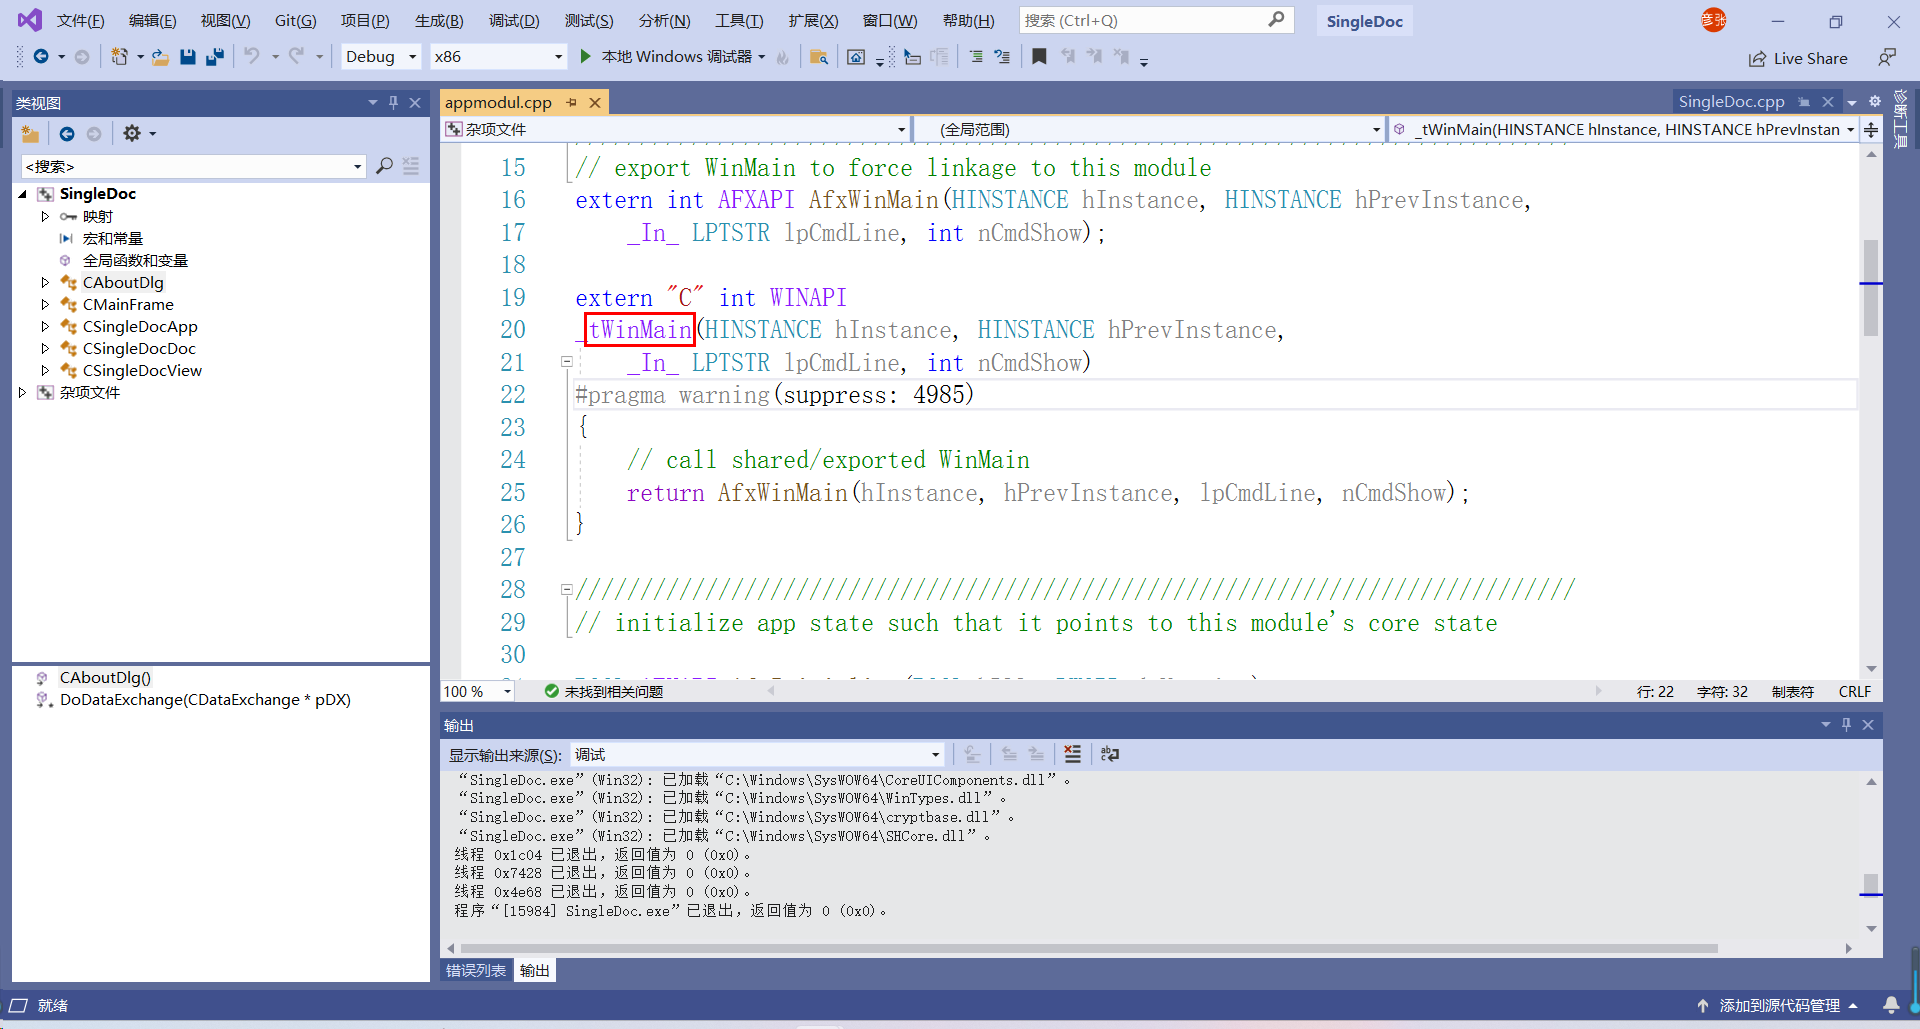 文件(F) 编辑(E) 视图(V) Git(G) 项目(P) 生成(B) 调试(D) 测试(S) 分析(N) 工具(T) 扩展(X) 窗口(W) 帮助(H) 搜索 (Ctrl+Q) SingleDoc 彦张
Debug x86 本地 Windows 调试器 Live Share
类视图
<搜索>
SingleDoc
映射
宏和常量
全局函数和变量
CAboutDlg
CMainFrame
CSingleDocApp
CSingleDocDoc
CSingleDocView
杂项文件
CAboutDlg()
DoDataExchange(CDataExchange * pDX)
appmodul.cpp SingleDoc.cpp
杂项文件 (全局范围) _tWinMain(HINSTANCE hInstance, HINSTANCE hPrevInstan
15 // export WinMain to force linkage to this module
16 extern int AFXAPI AfxWinMain(HINSTANCE hInstance, HINSTANCE hPrevInstance,
17 _In_ LPTSTR lpCmdLine, int nCmdShow);
18
19 extern "C" int WINAPI
20 _tWinMain(HINSTANCE hInstance, HINSTANCE hPrevInstance,
21 _In_ LPTSTR lpCmdLine, int nCmdShow)
22 #pragma warning(suppress: 4985)
23 {
24 // call shared/exported WinMain
25 return AfxWinMain(hInstance, hPrevInstance, lpCmdLine, nCmdShow);
26 }
27
28 /////////////////////////////////////////////////////////////////////////////
29 // initialize app state such that it points to this module's core state
30
100 % 未找到相关问题 行: 22 字符: 32 制表符 CRLF
输出
显示输出来源(S): 调试
“SingleDoc.exe”(Win32): 已加载“C:\Windows\SysWOW64\CoreUIComponents.dll”。
“SingleDoc.exe”(Win32): 已加载“C:\Windows\SysWOW64\WinTypes.dll”。
“SingleDoc.exe”(Win32): 已加载“C:\Windows\SysWOW64\cryptbase.dll”。
“SingleDoc.exe”(Win32): 已加载“C:\Windows\SysWOW64\SHCore.dll”。
线程 0x1c04 已退出，返回值为 0 (0x0)。
线程 0x7428 已退出，返回值为 0 (0x0)。
线程 0x4e68 已退出，返回值为 0 (0x0)。
程序“[15984] SingleDoc.exe”已退出，返回值为 0 (0x0)。
错误列表 输出
诊断工具
就绪 添加到源代码管理